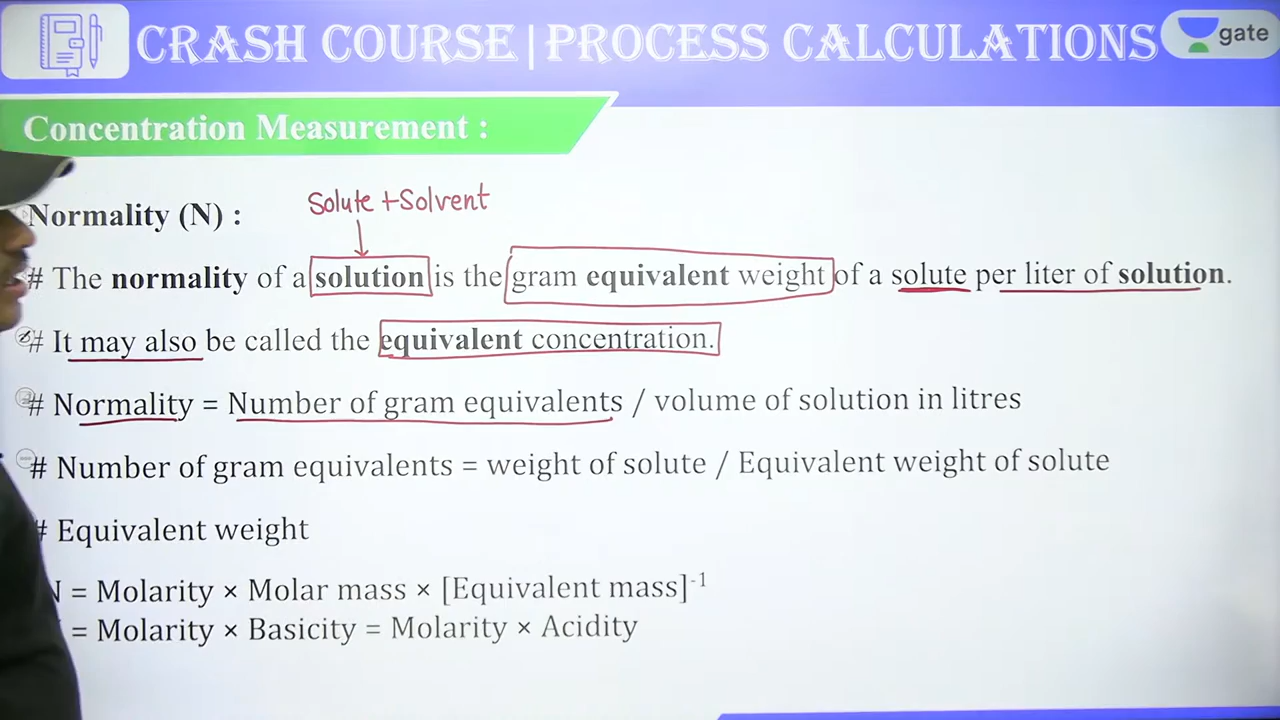 CRASH COURSE|PROCESS CALCULATIONS
gate
Concentration Measurement :
Normality (N) :
Solute + Solvent
# The normality of a solution is the gram equivalent weight of a solute per liter of solution.
# It may also be called the equivalent concentration.
# Normality = Number of gram equivalents / volume of solution in litres
# Number of gram equivalents = weight of solute / Equivalent weight of solute
# Equivalent weight
N = Molarity × Molar mass × [Equivalent mass]⁻¹
= Molarity × Basicity = Molarity × Acidity